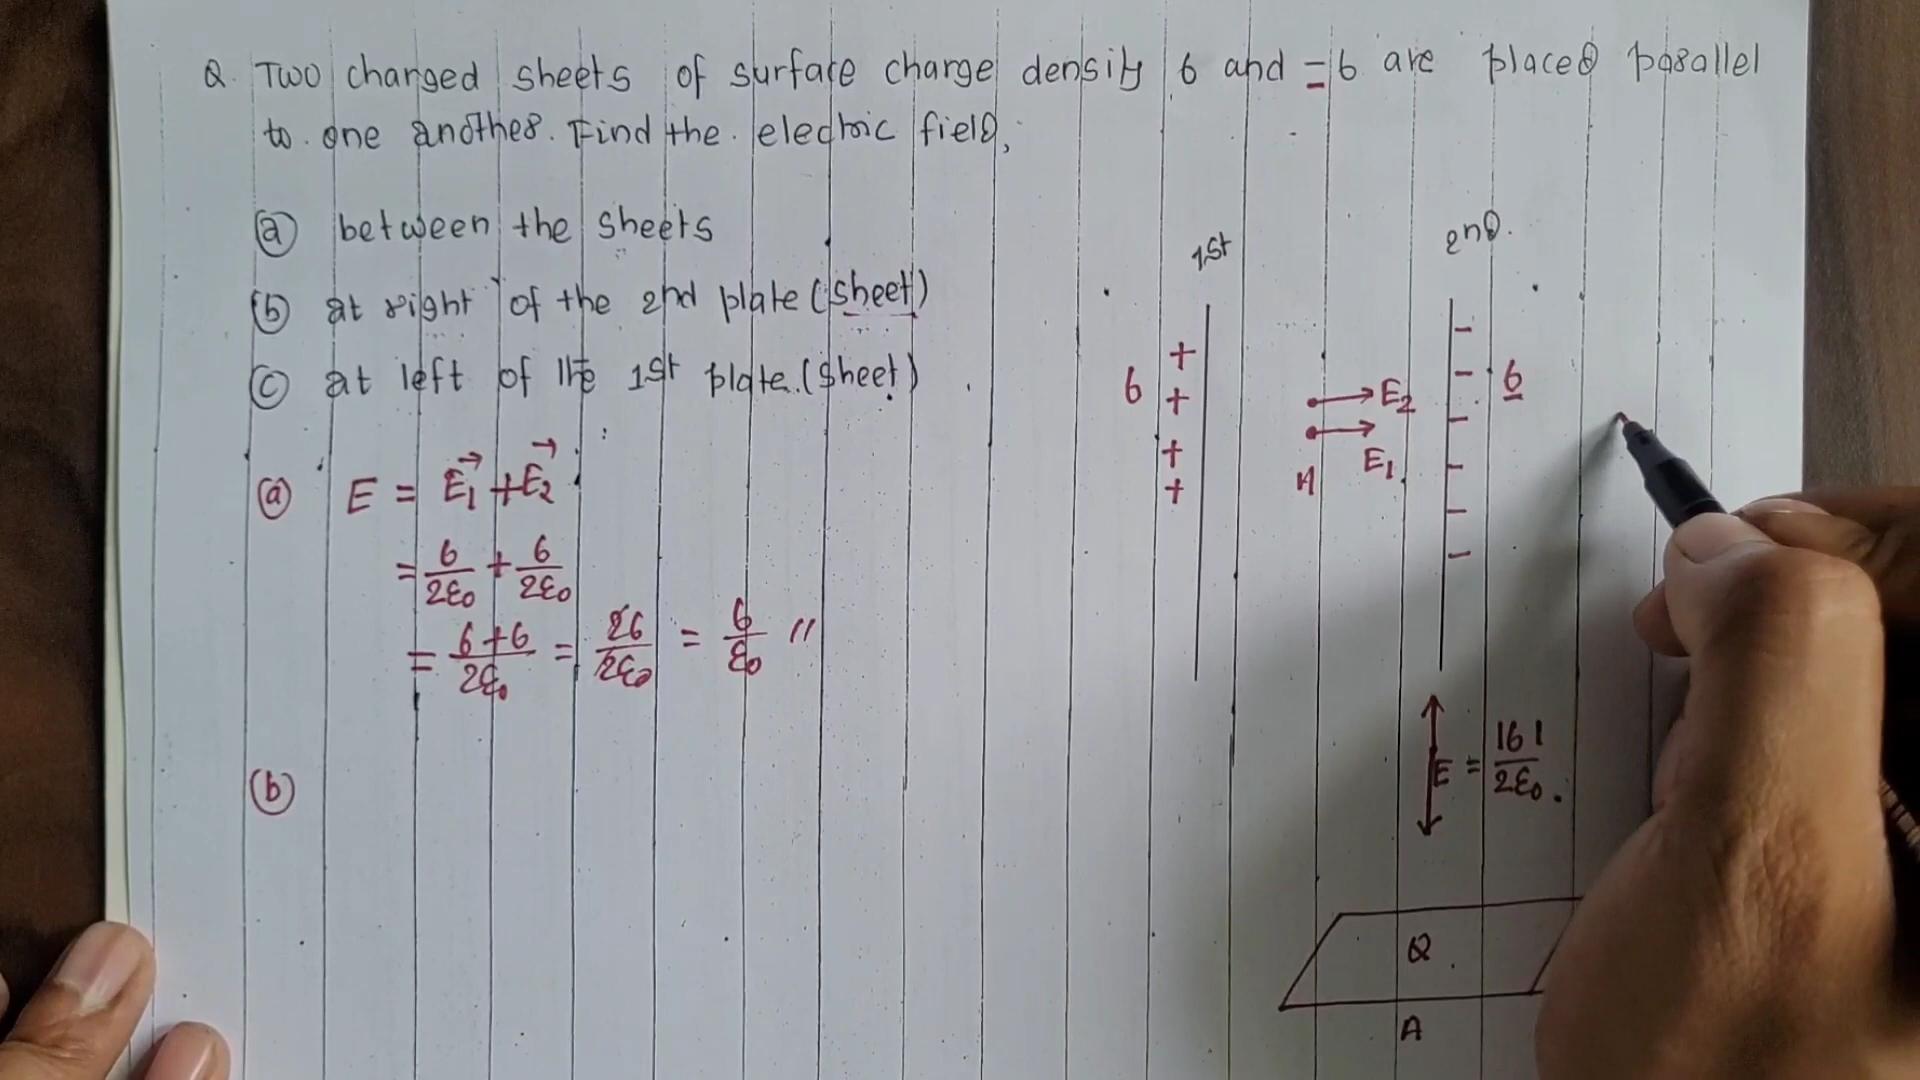 Q. Two charged sheets of surface charge density σ and -σ are placed parallel
to one another. Find the electric field;
ⓐ between the sheets
ⓑ at right of the 2nd plate (sheet)
ⓒ at left of the 1st plate (sheet)
1st
2nd.
+
+
+
+
σ
E₂
E₁
A
- 
-
-
-
-
-
σ
ⓐ E = E⃗₁ + E⃗₂
= σ/2ε₀ + σ/2ε₀
= σ+σ/2ε₀ = 2σ/2ε₀ = σ/ε₀ //
ⓑ
E = |σ|/2ε₀.
Q
A